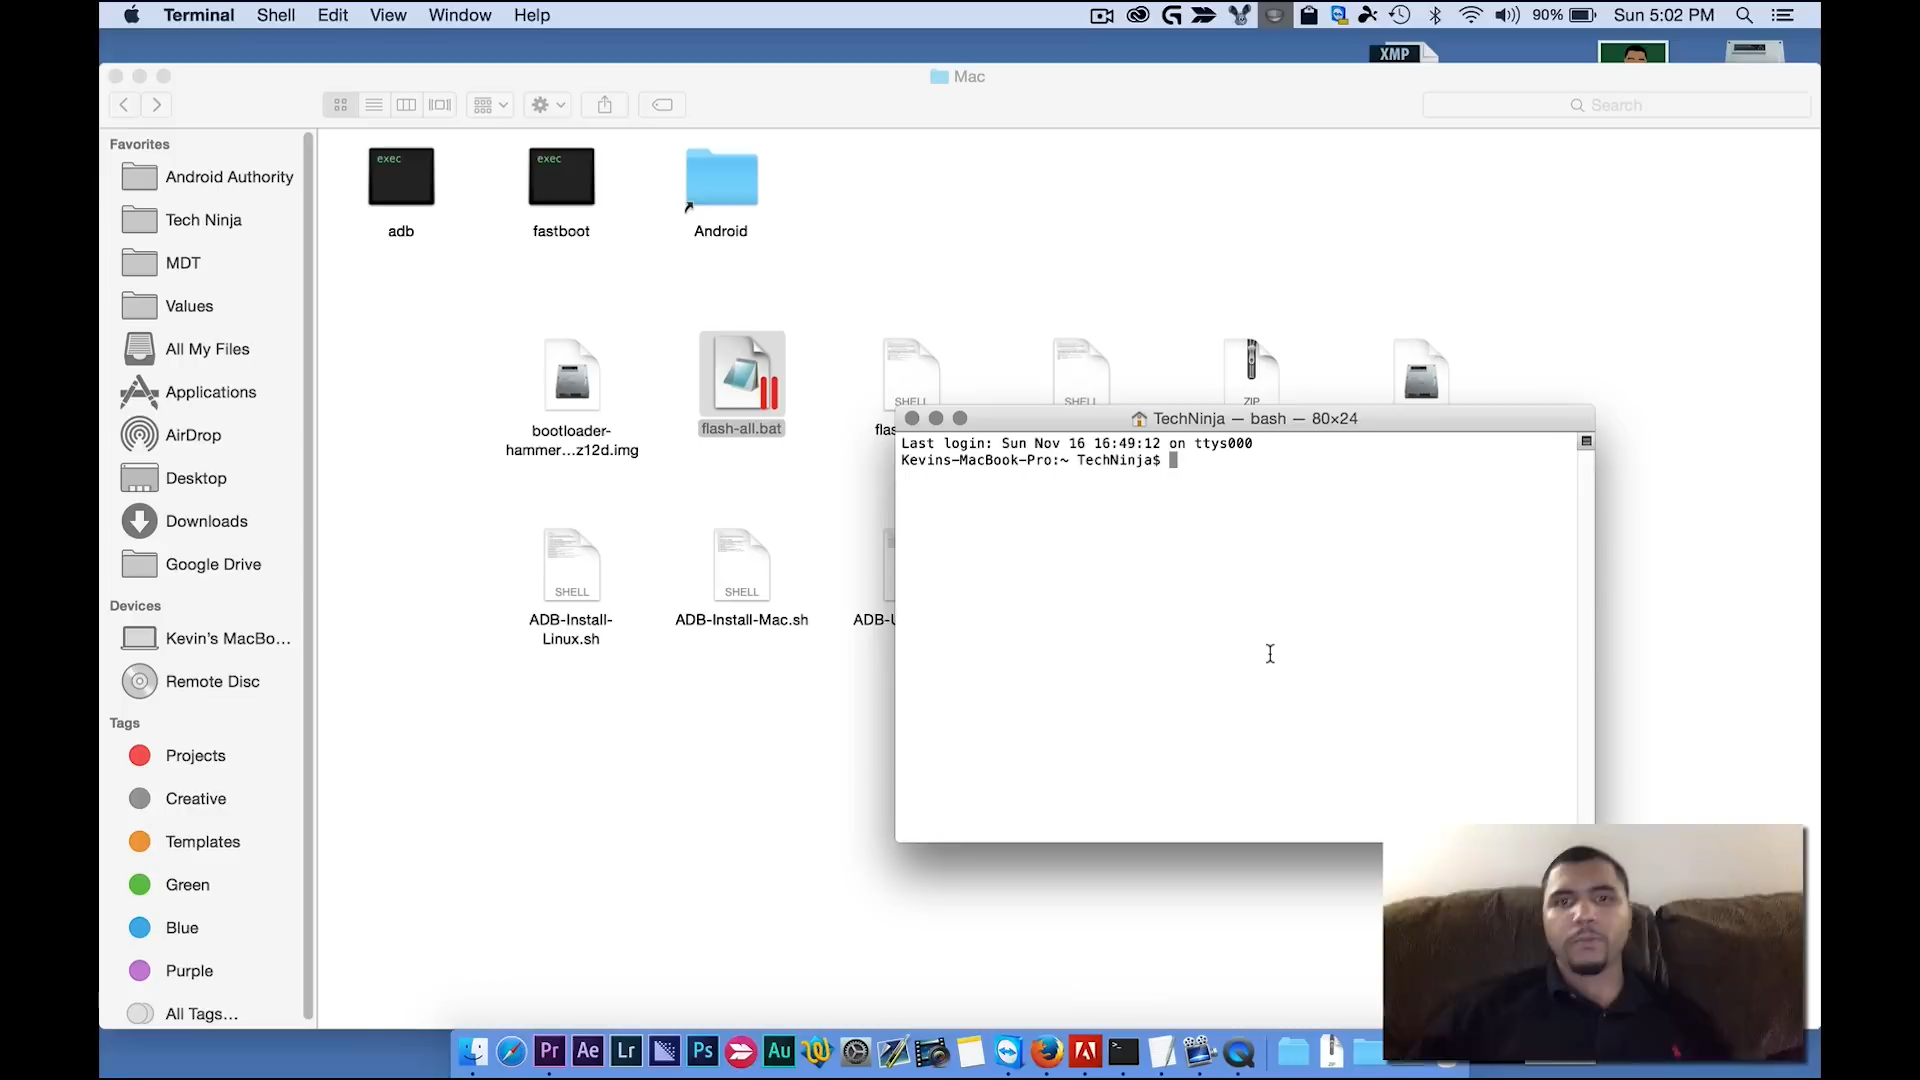 Terminal Shell Edit View Window Help
90% Sun 5:02 PM
XMP
Mac
Search
Favorites
Android Authority
Tech Ninja
MDT
Values
All My Files
Applications
AirDrop
Desktop
Downloads
Google Drive
Devices
Kevin's MacBo...
Remote Disc
Tags
Projects
Creative
Templates
Green
Blue
Purple
All Tags...
exec
adb
exec
fastboot
Android
bootloader-
hammer...z12d.img
flash-all.bat
SHELL
flas
SHELL
ZIP
SHELL
ADB-Install-
Linux.sh
SHELL
ADB-Install-Mac.sh
ADB-U
TechNinja — bash — 80×24
Last login: Sun Nov 16 16:49:12 on ttys000
Kevins-MacBook-Pro:~ TechNinja$
Pr Ae Lr Ps Au